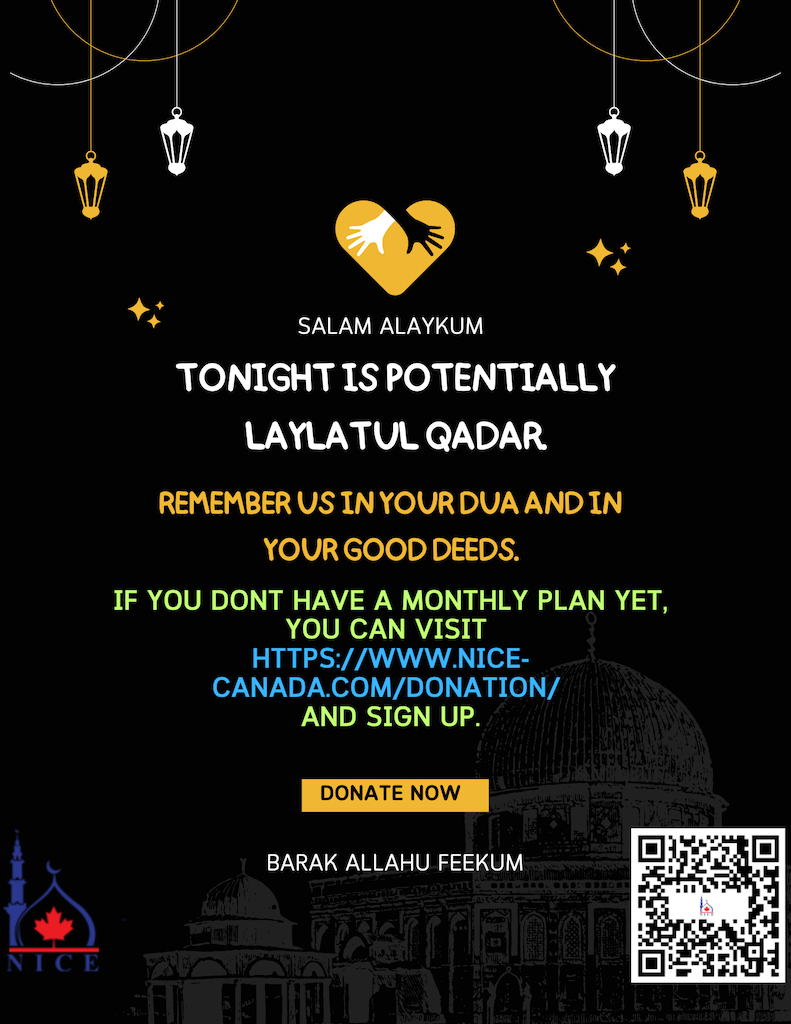 SALAM ALAYKUM
TONIGHT IS POTENTIALLY
LAYLATUL QADAR.
REMEMBER US IN YOUR DUA AND IN
YOUR GOOD DEEDS.
IF YOU DONT HAVE A MONTHLY PLAN YET,
YOU CAN VISIT
HTTPS://WWW.NICE-
CANADA.COM/DONATION/
AND SIGN UP.
DONATE NOW
BARAK ALLAHU FEEKUM
NICE
NICE